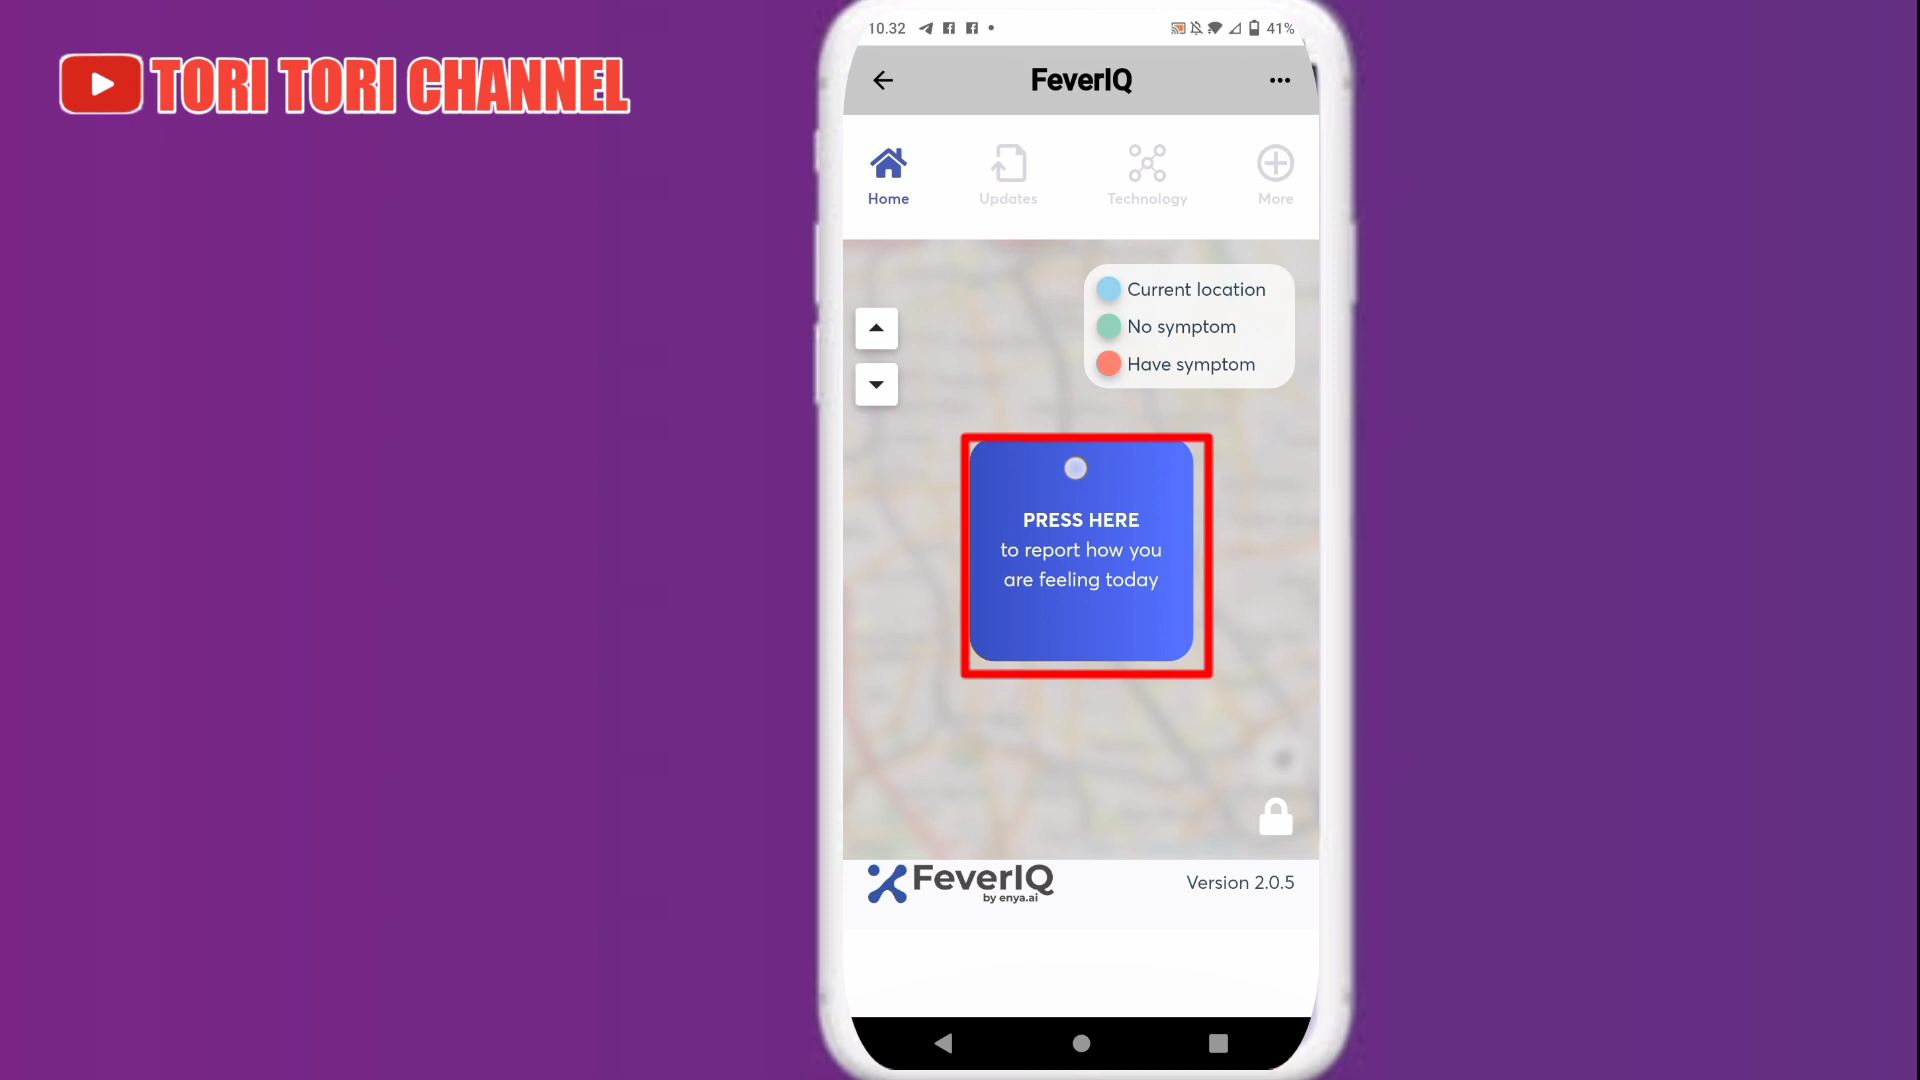 TORI TORI CHANNEL
10.32
41%
FeverIQ
Home
Updates
Technology
More
Current location
No symptom
Have symptom
PRESS HERE
to report how you
are feeling today
FeverIQ
by enya.ai
Version 2.0.5